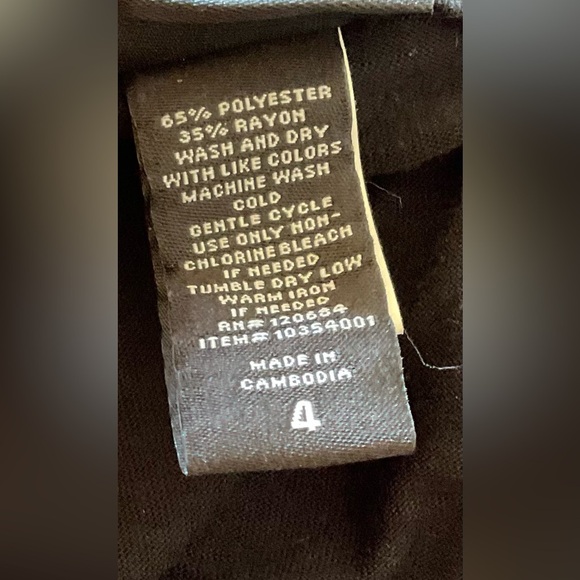 65% POLYESTER
35% RAYON
WASH AND DRY
WITH LIKE COLORS
MACHINE WASH
COLD
GENTLE CYCLE
USE ONLY NON-
CHLORINE BLEACH
IF NEEDED
TUMBLE DRY LOW
WARM IRON
IF NEEDED
RN# 120684
ITEM# 10354001
MADE IN
CAMBODIA
4